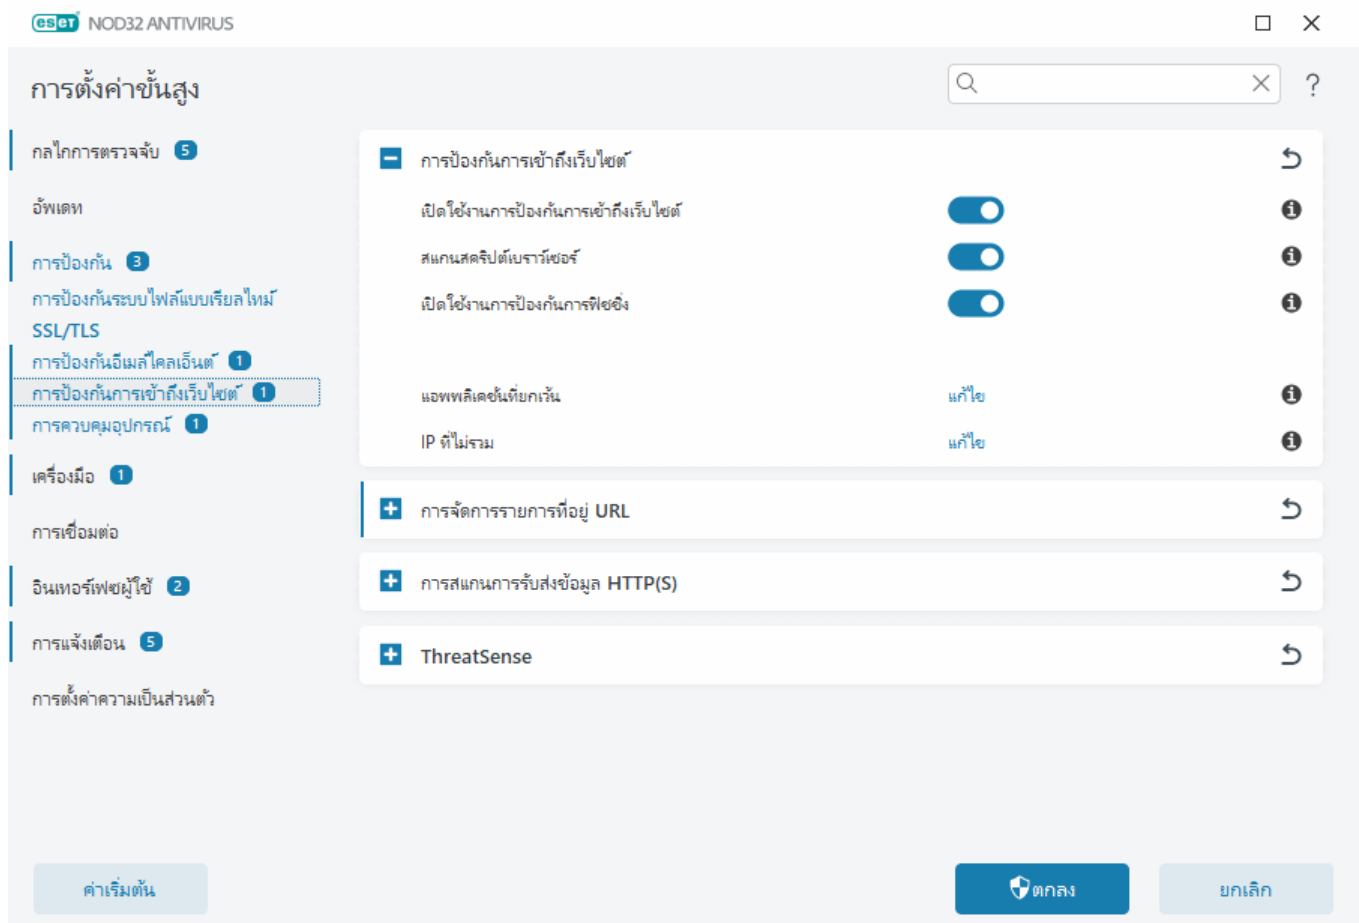 eset NOD32 ANTIVIRUS
การตั้งค่าขั้นสูง
?
กลไกการตรวจจับ 5
อัพเดท
การป้องกัน 3
การป้องกันระบบไฟล์แบบเรียลไทม์
SSL/TLS
การป้องกันอีเมลไคลเอ็นต์ 1
การป้องกันการเข้าถึงเว็บไซต์ 1
การควบคุมอุปกรณ์ 1
เครื่องมือ 1
การเชื่อมต่อ
อินเทอร์เฟซผู้ใช้ 2
การแจ้งเตือน 5
การตั้งค่าความเป็นส่วนตัว
การป้องกันการเข้าถึงเว็บไซต์
เปิดใช้งานการป้องกันการเข้าถึงเว็บไซต์
สแกนสคริปต์เบราว์เซอร์
เปิดใช้งานการป้องกันการฟิชชิ่ง
แอพพลิเคชันที่ยกเว้น แก้ไข
IP ที่ไม่รวม แก้ไข
การจัดการรายการที่อยู่ URL
การสแกนการรับส่งข้อมูล HTTP(S)
ThreatSense
ค่าเริ่มต้น
ตกลง
ยกเลิก